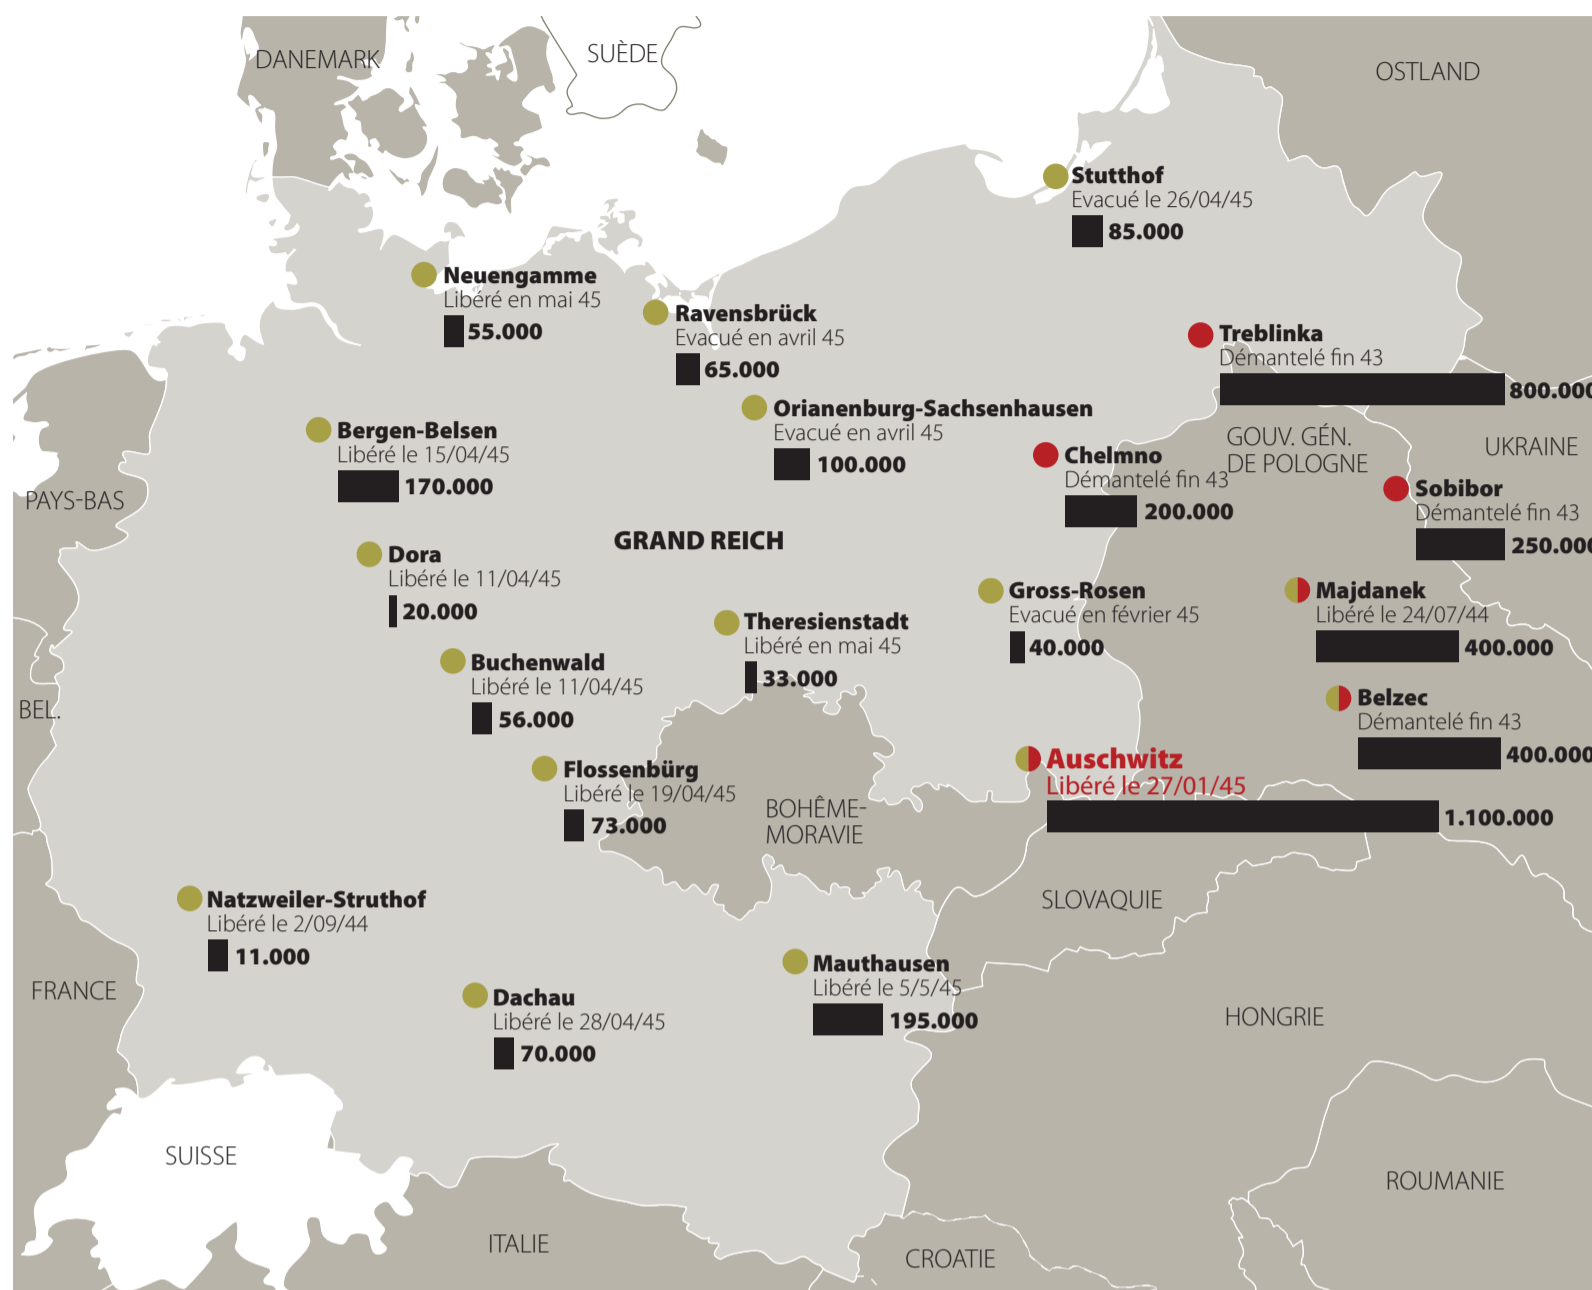 DANEMARK
SUÈDE
OSTLAND
Stutthof
Evacué le 26/04/45
85.000
Neuengamme
Libéré en mai 45
55.000
Ravensbrück
Evacué en avril 45
65.000
Treblinka
Démantelé fin 43
800.000
Orianenburg-Sachsenhausen
Evacué en avril 45
100.000
Bergen-Belsen
Libéré le 15/04/45
170.000
Chelmno
Démantelé fin 43
200.000
GOUV. GÉN.
DE POLOGNE
UKRAINE
PAYS-BAS
Sobibor
Démantelé fin 43
250.000
GRAND REICH
Dora
Libéré le 11/04/45
20.000
Gross-Rosen
Evacué en février 45
40.000
Majdanek
Libéré le 24/07/44
400.000
Theresienstadt
Libéré en mai 45
33.000
Buchenwald
Libéré le 11/04/45
56.000
BEL.
Belzec
Démantelé fin 43
400.000
Auschwitz
Libéré le 27/01/45
1.100.000
Flossenbürg
Libéré le 19/04/45
73.000
BOHÊME-
MORAVIE
Natzweiler-Struthof
Libéré le 2/09/44
11.000
SLOVAQUIE
FRANCE
Mauthausen
Libéré le 5/5/45
195.000
Dachau
Libéré le 28/04/45
70.000
HONGRIE
SUISSE
ROUMANIE
ITALIE
CROATIE